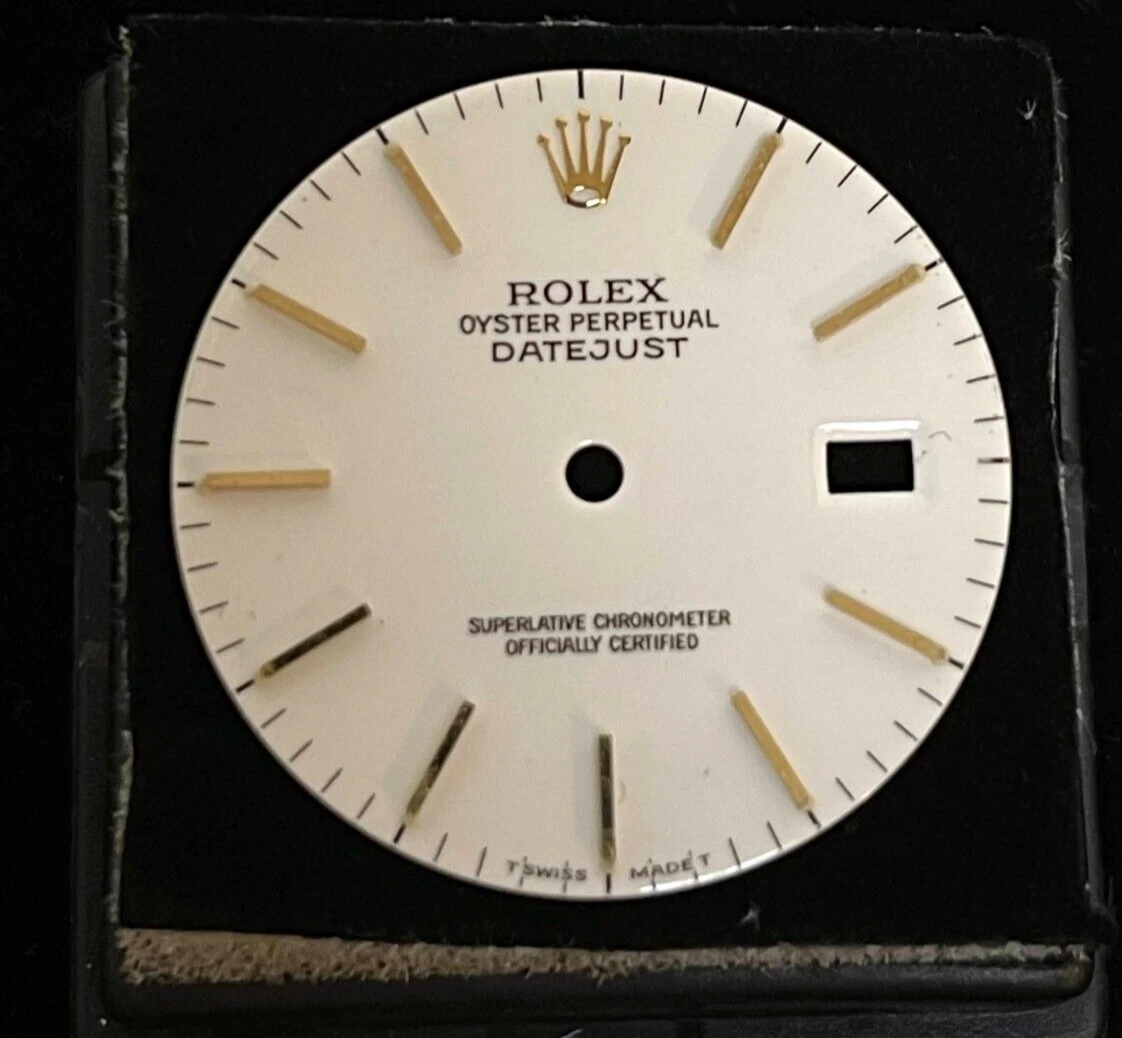 ROLEX
OYSTER PERPETUAL
DATEJUST
SUPERLATIVE CHRONOMETER
OFFICIALLY CERTIFIED
T SWISS MADE T